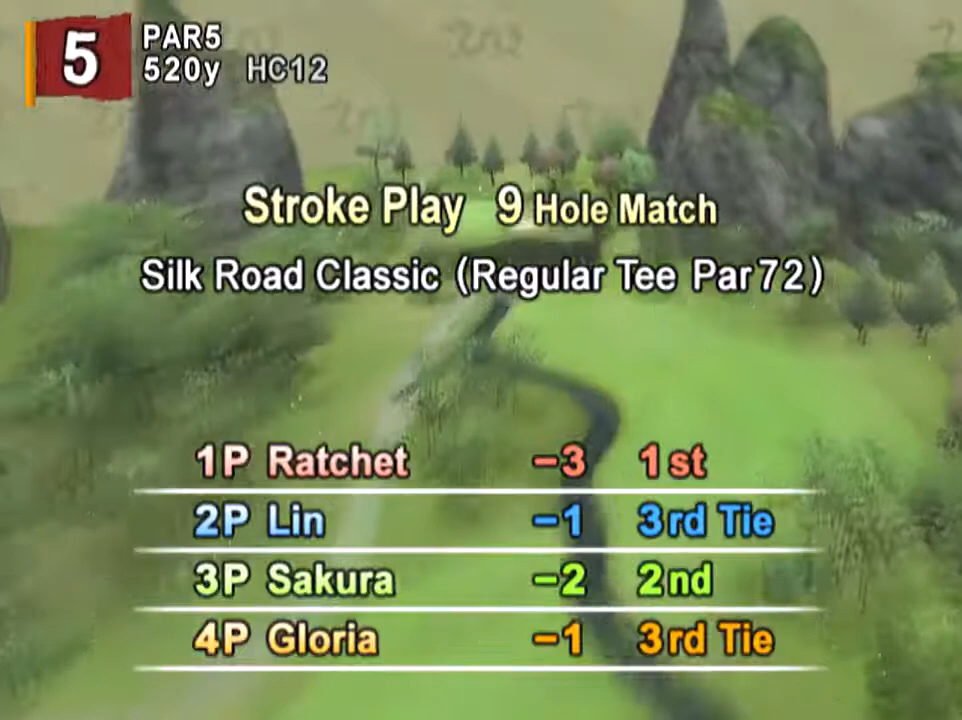 5
PAR5
520y HC12
Stroke Play 9 Hole Match
Silk Road Classic (Regular Tee Par72)
1P Ratchet -3 1st
2P Lin -1 3rd Tie
3P Sakura -2 2nd
4P Gloria -1 3rd Tie